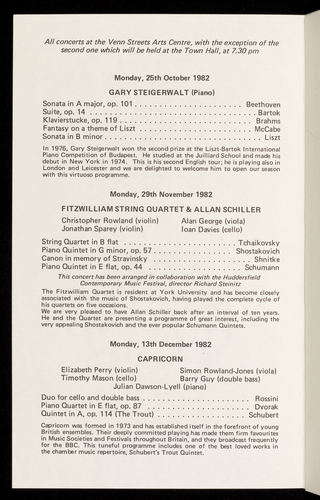 All concerts at the Venn Streets Arts Centre, with the exception of the
second one which will be held at the Town Hall, at 7.30 pm
Monday, 25th October 1982
GARY STEIGERWALT (Piano)
Sonata in A major, op. 101 . . . . . . . . . . . . . . . . . . . . . . Beethoven
Suite, op. 14 . . . . . . . . . . . . . . . . . . . . . . . . . . . . . . . . . . Bartok
Klavierstucke, op. 119 . . . . . . . . . . . . . . . . . . . . . . . . . . . . Brahms
Fantasy on a theme of Liszt . . . . . . . . . . . . . . . . . . . . . . . McCabe
Sonata in B minor . . . . . . . . . . . . . . . . . . . . . . . . . . . . . . . . Liszt
In 1976, Gary Steigerwalt won the second prize at the Liszt-Bartok International
Piano Competition of Budapest. He studied at the Juilliard School and made his
debut in New York in 1974. This is his second English tour; he is playing also in
London and Leicester and we are delighted to welcome him to open our season
with this virtuoso programme.
Monday, 29th November 1982
FITZWILLIAM STRING QUARTET & ALLAN SCHILLER
Christopher Rowland (violin) Alan George (viola)
Jonathan Sparey (violin) Ioan Davies (cello)
String Quartet in B flat . . . . . . . . . . . . . . . . . . . . . . . Tchaikovsky
Piano Quintet in G minor, op. 57 . . . . . . . . . . . . . . . . . Shostakovich
Canon in memory of Stravinsky . . . . . . . . . . . . . . . . . . . . . Shnitke
Piano Quintet in E flat, op. 44 . . . . . . . . . . . . . . . . . . . . Schumann
This concert has been arranged in collaboration with the Huddersfield
Contemporary Music Festival, director Richard Steinitz
The Fitzwilliam Quartet is resident at York University and has become closely
associated with the music of Shostakovich, having played the complete cycle of
his quartets on five occasions.
We are very pleased to have Allan Schiller back after an interval of ten years.
He and the Quartet are presenting a programme of great interest, including the
very appealing Shostakovich and the ever popular Schumann Quintets.
Monday, 13th December 1982
CAPRICORN
Elizabeth Perry (violin) Simon Rowland-Jones (viola)
Timothy Mason (cello) Barry Guy (double bass)
Julian Dawson-Lyell (piano)
Duo for cello and double bass . . . . . . . . . . . . . . . . . . . . . . Rossini
Piano Quartet in E flat, op. 87 . . . . . . . . . . . . . . . . . . . . . . Dvorak
Quintet in A, op. 114 (The Trout) . . . . . . . . . . . . . . . . . . Schubert
Capricorn was formed in 1973 and has established itself in the forefront of young
British ensembles. Their deeply committed playing has made them firm favourites
in Music Societies and Festivals throughout Britain, and they broadcast frequently
for the BBC. This tuneful programme includes one of the best loved works in
the chamber music repertoire, Schubert's Trout Quintet.